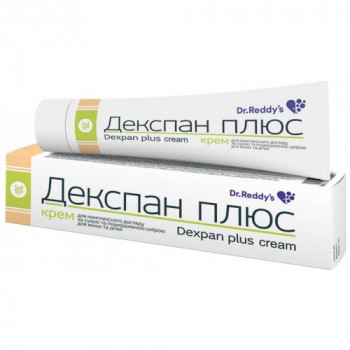 Dr.Reddy's
Декспан ПЛЮС
Dexpan plus cream
крем
для комплексного догляду
за сухою та подразненою шкірою
для жінок та дітей
Dr.Reddy's
Декспан ПЛЮС
крем
для комплексного догляду
за сухою та подразненою шкірою
для жінок та дітей
Dexpan plus cream